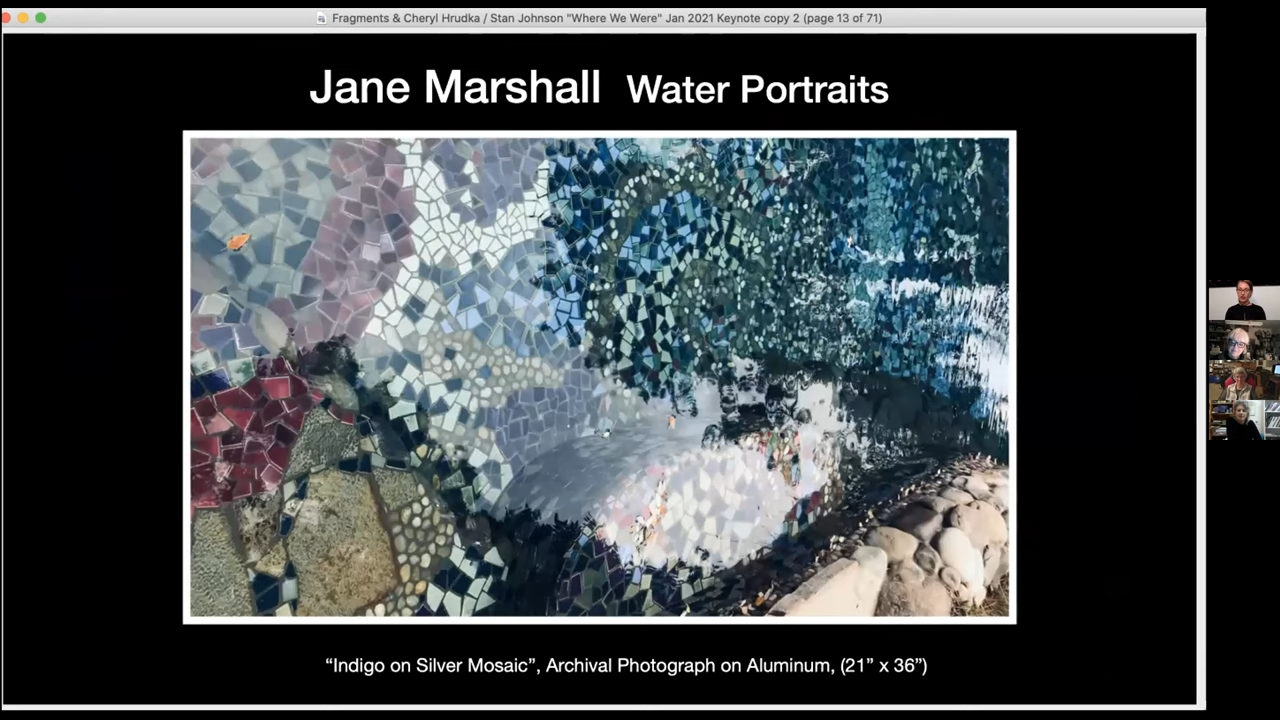 Fragments & Cheryl Hrudka / Stan Johnson "Where We Were" Jan 2021 Keynote copy 2 (page 13 of 71)
Jane Marshall Water Portraits
“Indigo on Silver Mosaic”, Archival Photograph on Aluminum, (21” x 36”)